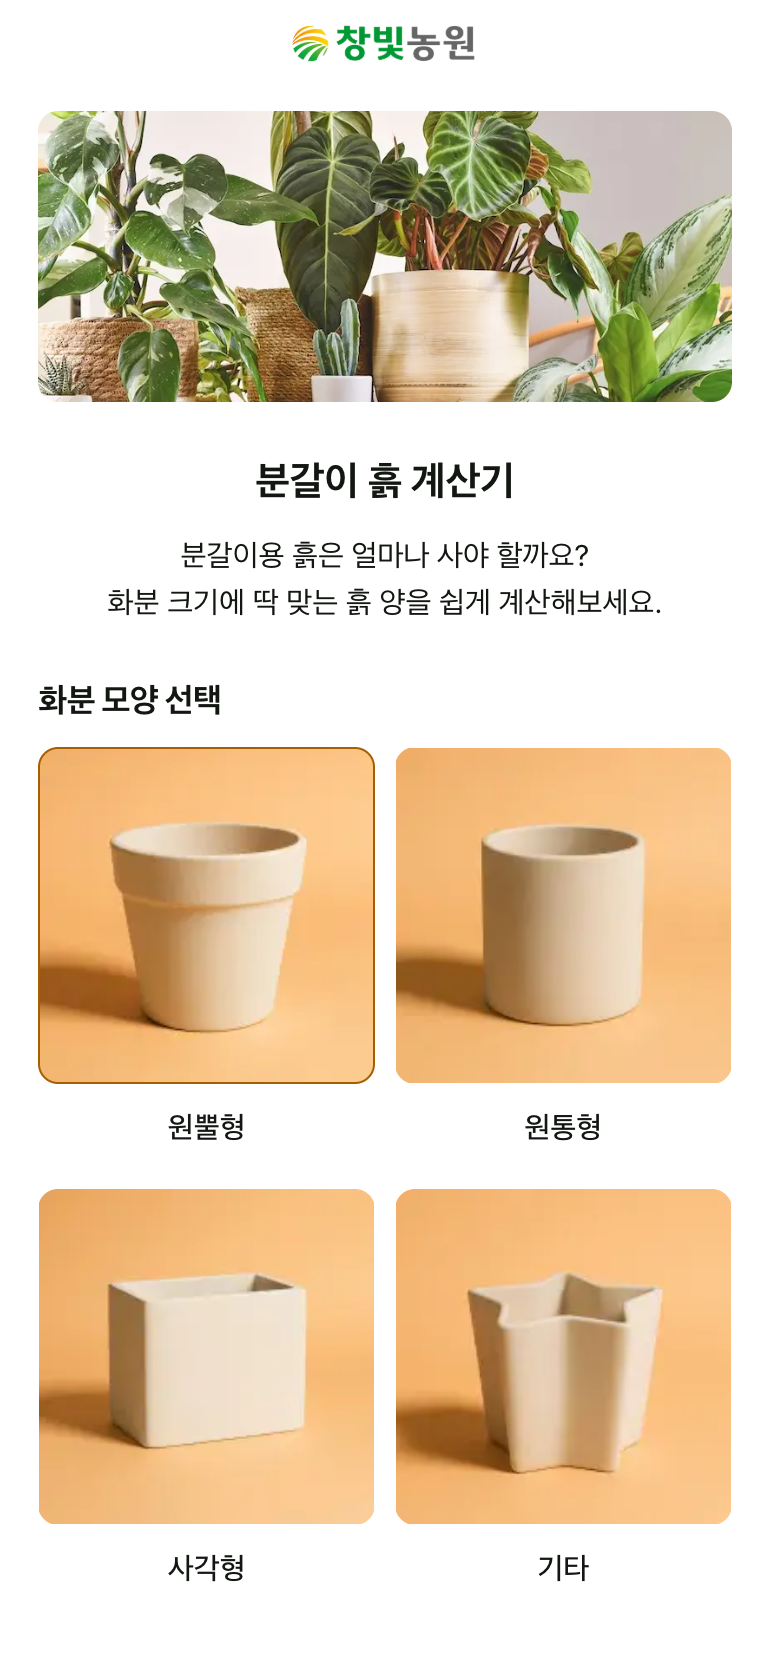 창빛농원
분갈이 흙 계산기
분갈이용 흙은 얼마나 사야 할까요?
화분 크기에 딱 맞는 흙 양을 쉽게 계산해보세요.
화분 모양 선택
원뿔형
원통형
사각형
기타